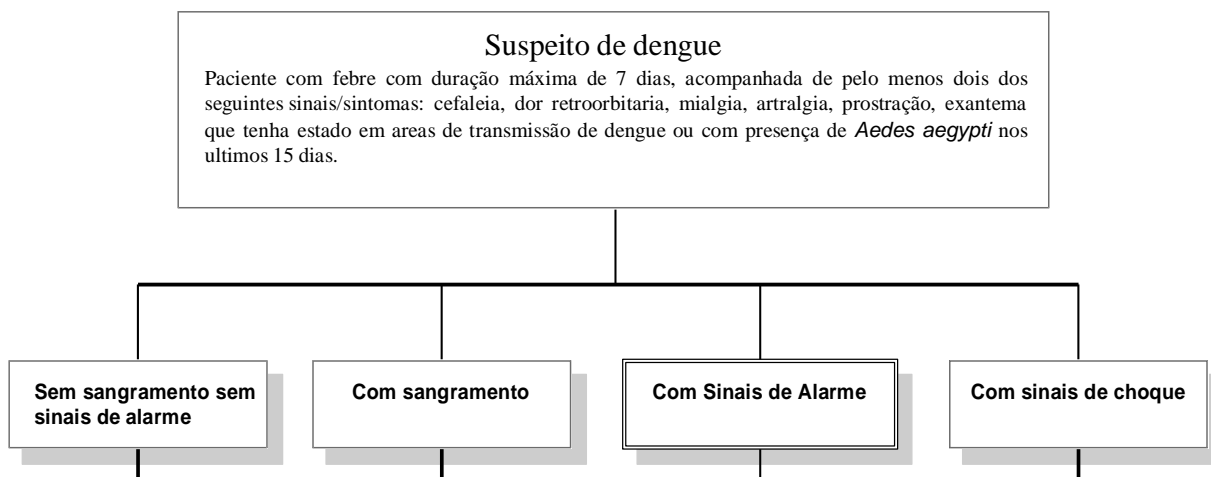 Suspeito de dengue
Paciente com febre com duração máxima de 7 dias, acompanhada de pelo menos dois dos
seguintes sinais/sintomas: cefaleia, dor retroorbitaria, mialgia, artralgia, prostração, exantema
que tenha estado em areas de transmissão de dengue ou com presença de Aedes aegypti nos
ultimos 15 dias.
Sem sangramento sem
sinais de alarme
Com sangramento
Com Sinais de Alarme
Com sinais de choque